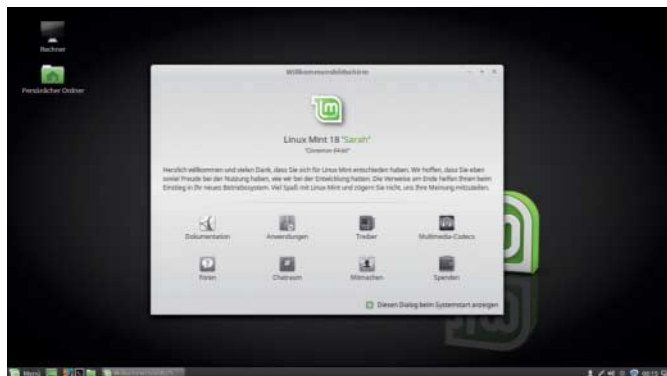 Rechner
Persönlicher Ordner
Willkommensbildschirm
Linux Mint 18 "Sarah"
"Cinnamon 64-bit"
Herzlich willkommen und vielen Dank, dass Sie sich für Linux Mint entschieden haben. Wir hoffen, dass Sie eben
soviel Freude bei der Nutzung haben, wie wir bei der Entwicklung hatten. Die Verweise am Ende helfen Ihnen beim
Einstieg in Ihr neues Betriebssystem. Viel Spaß mit Linux Mint und zögern Sie nicht, uns Ihre Meinung mitzuteilen.
Dokumentation
Anwendungen
Treiber
Multimedia-Codecs
Foren
Chatraum
Mitmachen
Spenden
Diesen Dialog beim Systemstart anzeigen
Menü